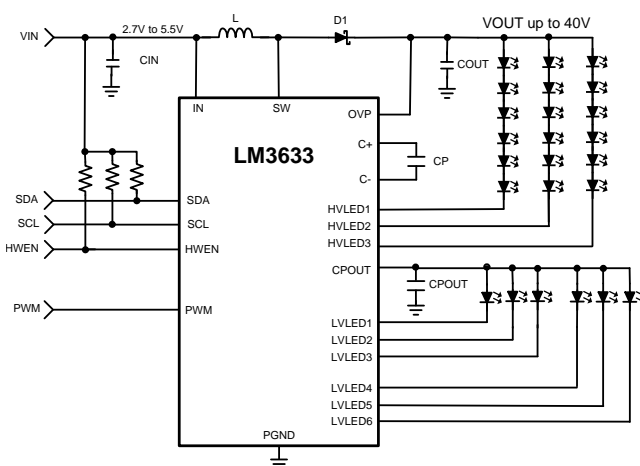 L
D1
VOUT up to 40V
VIN
2.7V to 5.5V
CIN
COUT
IN
SW
OVP
LM3633
C+
CP
C-
SDA
SDA
HVLED1
SCL
SCL
HVLED2
HWEN
HWEN
HVLED3
CPOUT
CPOUT
PWM
PWM
LVLED1
LVLED2
LVLED3
LVLED4
LVLED5
LVLED6
PGND